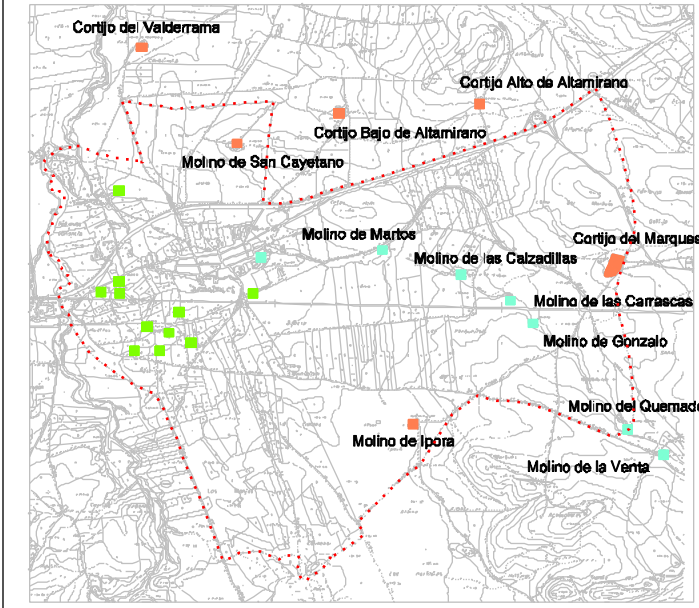 Cortijo del Valderrama
Cortijo Alto de Altamirano
Cortijo Bajo de Altamirano
Molino de San Cayetano
Molino de Martos
Cortijo del Marques
Molino de las Calzadillas
Molino de las Carrascas
Molino de Gonzalo
Molino del Quemado
Molino de Ipora
Molino de la Venta